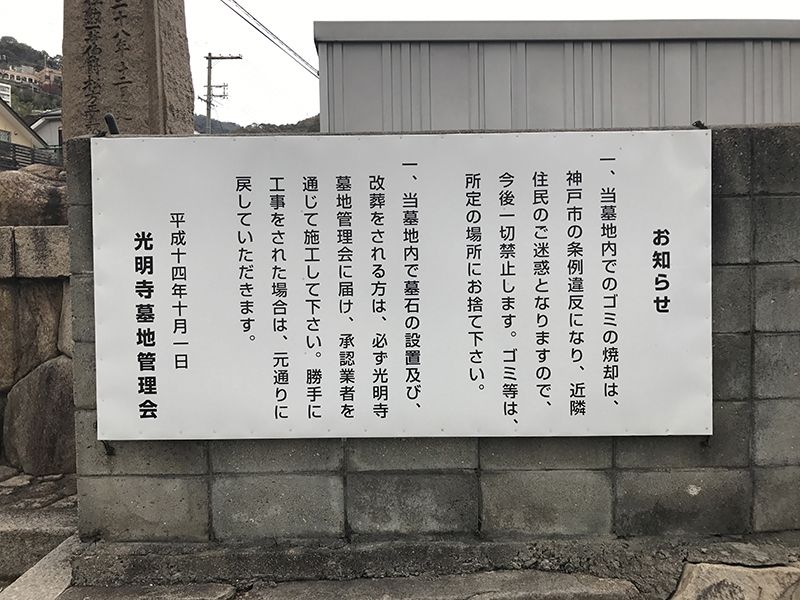 お知らせ
一、当墓地内でのゴミの焼却は、
神戸市の条例違反になり、近隣
住民のご迷惑となりますので、
今後一切禁止します。ゴミ等は、
所定の場所にお捨て下さい。
一、当墓地内で墓石の設置及び、
改葬をされる方は、必ず光明寺
墓地管理会に届け、承認業者を
通じて施工して下さい。勝手に
工事をされた場合は、元通りに
戻していただきます。
平成十四年十月一日
光明寺墓地管理会